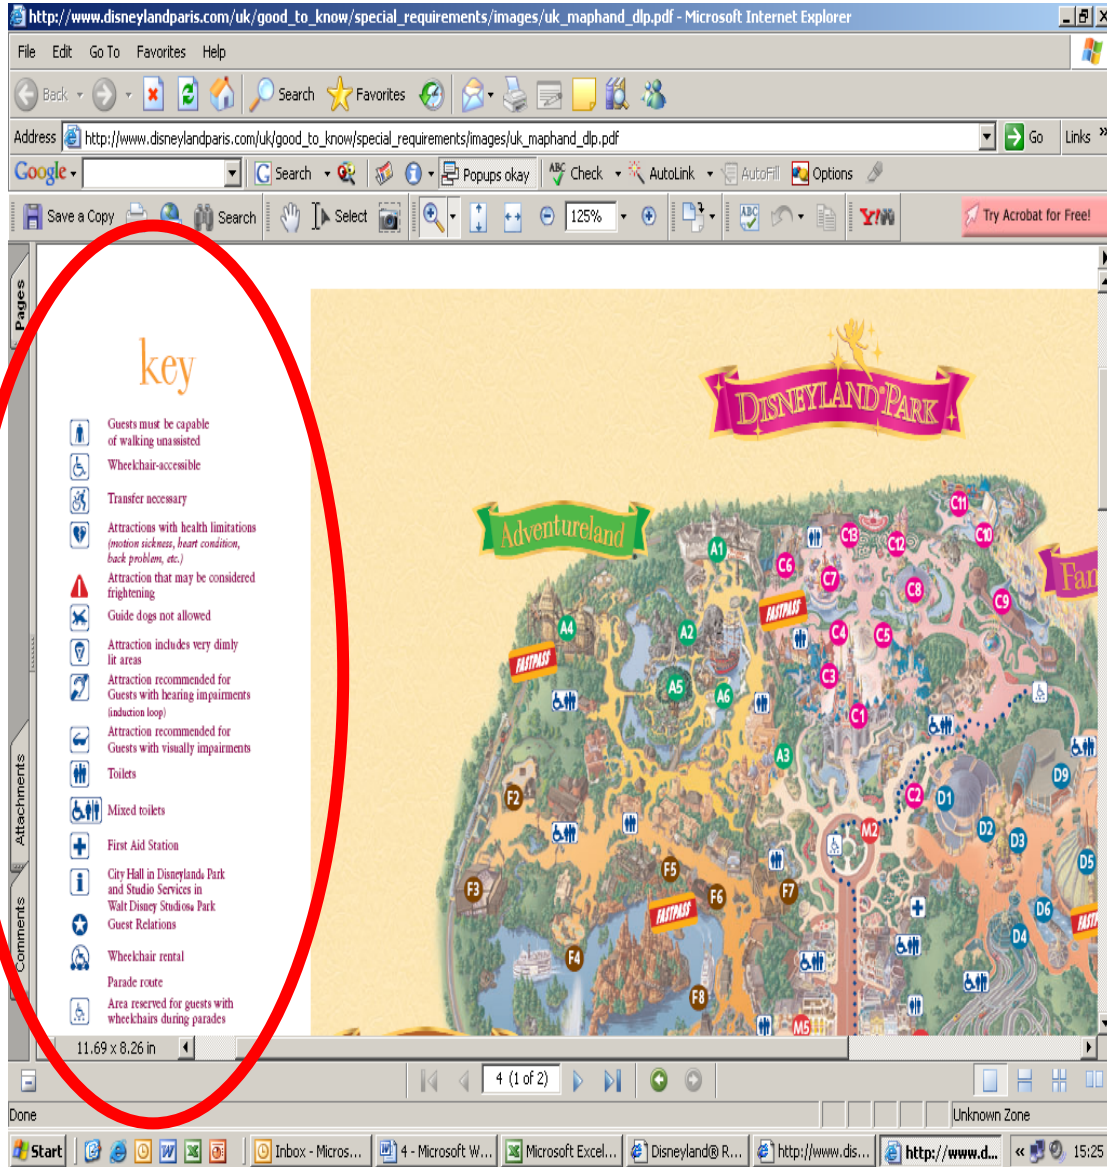 http://www.disneylandparis.com/uk/good_to_know/special_requirements/images/uk_maphand_dlp.pdf - Microsoft Internet Explorer
File Edit Go To Favorites Help
Back Search Favorites
Address http://www.disneylandparis.com/uk/good_to_know/special_requirements/images/uk_maphand_dlp.pdf Go Links »
Google Search Popups okay ABC Check AutoLink AutoFill Options
Save a Copy Search Select 125% ABC Y! Try Acrobat for Free!
Pages
Attachments
Comments
key
Guests must be capable
of walking unassisted
Wheelchair-accessible
Transfer necessary
Attractions with health limitations
(motion sickness, heart condition,
back problem, etc.)
Attraction that may be considered
frightening
Guide dogs not allowed
Attraction includes very dimly
lit areas
Attraction recommended for
Guests with hearing impairments
(induction loop)
Attraction recommended for
Guests with visually impairments
Toilets
Mixed toilets
First Aid Station
City Hall in Disneyland® Park
and Studio Services in
Walt Disney Studios® Park
Guest Relations
Wheelchair rental
Parade route
Area reserved for guests with
wheelchairs during parades
DISNEYLAND® PARK
Adventureland
Fan
C11
A1 C13 C12 C10
C6
C7 C8
FASTPASS C9
A4 A2 C4 C5
FASTPASS
A5 A6 C3
C1
A3
D9
F2 C2 D1
M2 D2 D3
F5 D5
F3 F6 F7
FASTPASS D6
FASTP
D4
F4
F8
M5
11.69 x 8.26 in
4 (1 of 2)
Done Unknown Zone
Start Inbox - Micros... 4 - Microsoft W... Microsoft Excel... Disneyland® R... http://www.dis... http://www.d... « 15:25